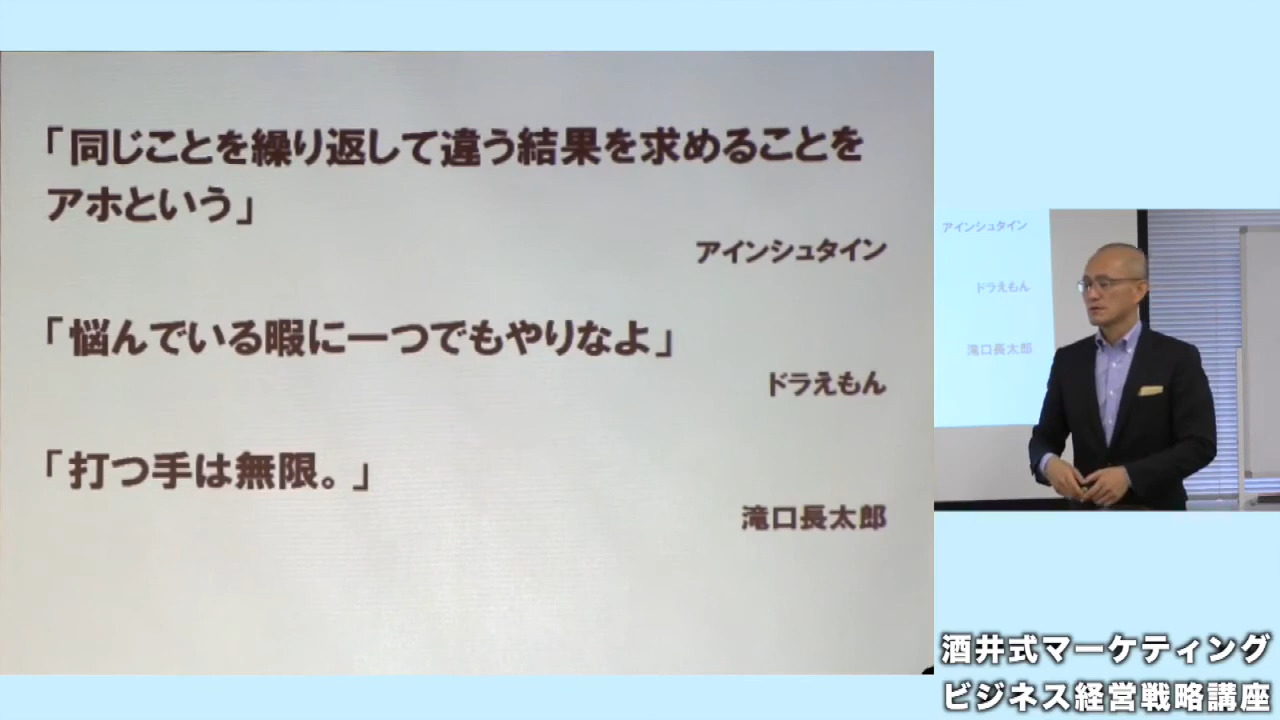 「同じことを繰り返して違う結果を求めることを
アホという」
アインシュタイン
「悩んでいる暇に一つでもやりなよ」
ドラえもん
「打つ手は無限。」
滝口長太郎
アインシュタイン
ドラえもん
滝口長太郎
酒井式マーケティング
ビジネス経営戦略講座